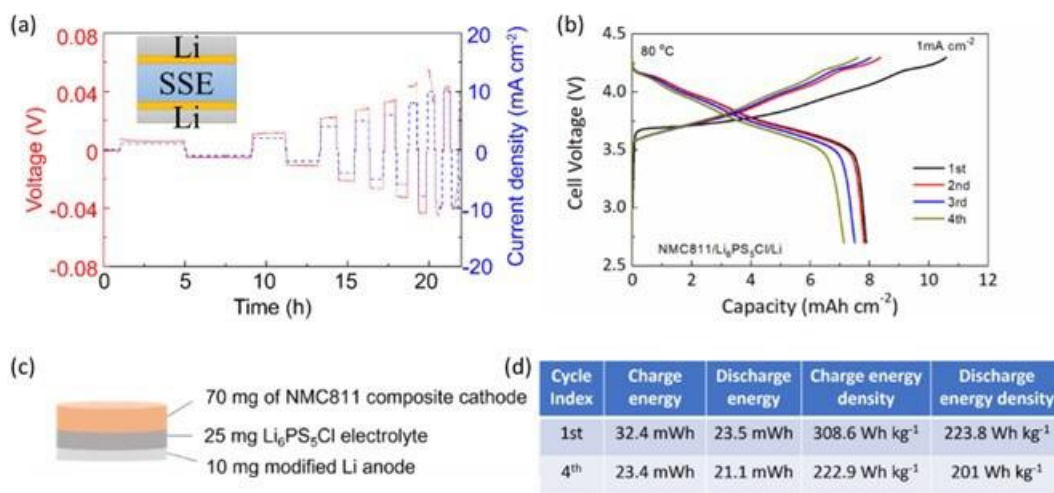 (a)
0.08
0.04
0
-0.04
-0.08
Voltage (V)
Li
SSE
Li
20
10
0
-10
-20
Current density (mA cm⁻²)
0 5 10 15 20
Time (h)
(b)
4.5
4.0
3.5
3.0
2.5
Cell Voltage (V)
80 °C
1mA cm⁻²
1st
2nd
3rd
4th
NMC811/Li₆PS₅Cl/Li
0 2 4 6 8 10 12
Capacity (mAh cm⁻²)
(c)
70 mg of NMC811 composite cathode
25 mg Li₆PS₅Cl electrolyte
10 mg modified Li anode
(d)
Cycle Index Charge energy Discharge energy Charge energy density Discharge energy density
1st 32.4 mWh 23.5 mWh 308.6 Wh kg⁻¹ 223.8 Wh kg⁻¹
4ᵗʰ 23.4 mWh 21.1 mWh 222.9 Wh kg⁻¹ 201 Wh kg⁻¹